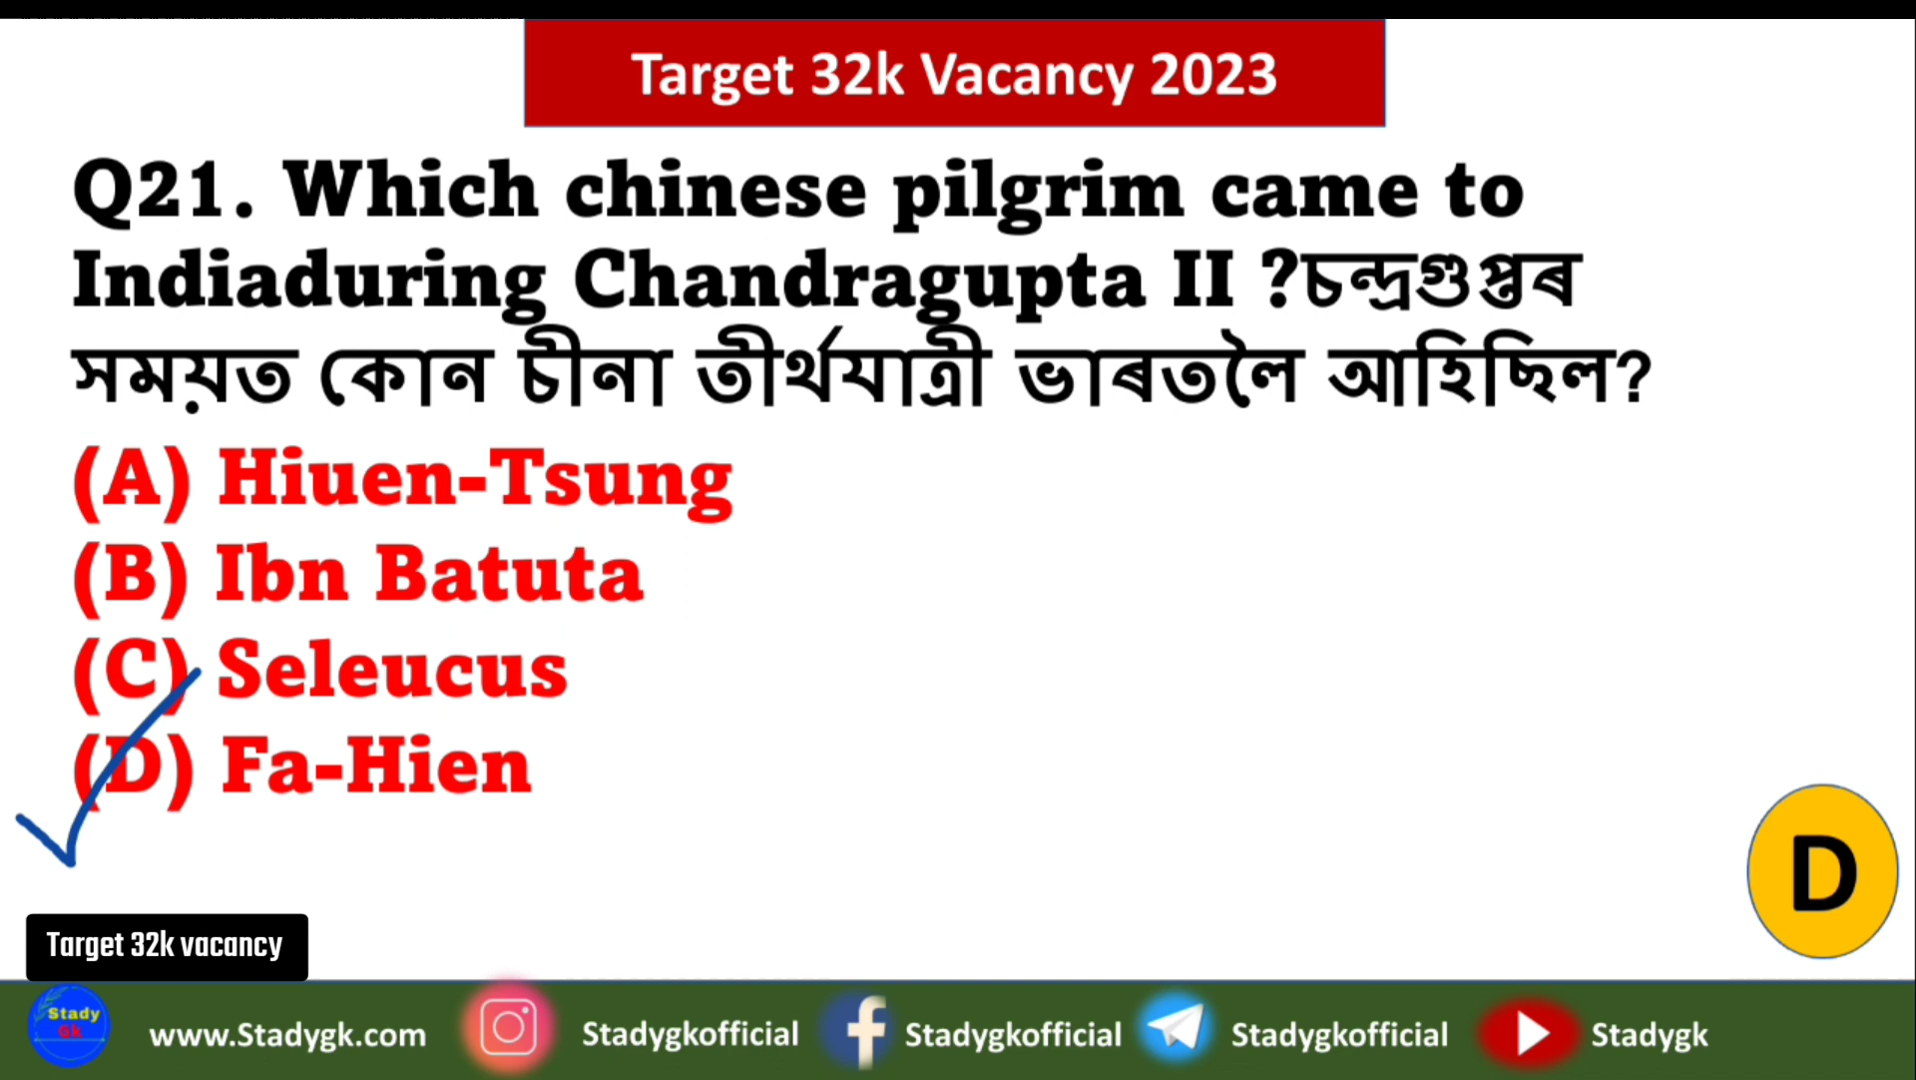 Target 32k Vacancy 2023
Q21. Which chinese pilgrim came to
Indiaduring Chandragupta II ?চন্দ্ৰগুপ্তৰ
সময়ত কোন চীনা তীৰ্থযাত্ৰী ভাৰতলৈ আহিছিল?
(A) Hiuen-Tsung
(B) Ibn Batuta
(C) Seleucus
(D) Fa-Hien
D
Target 32k vacancy
Stady
Gk
www.Stadygk.com
Stadygkofficial
Stadygkofficial
Stadygkofficial
Stadygk